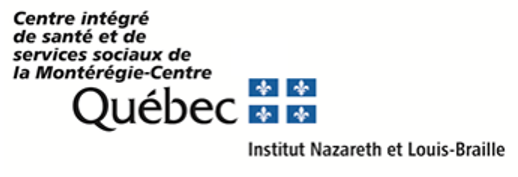 Centre intégré
de santé et de
services sociaux de
la Montérégie-Centre
Québec
Institut Nazareth et Louis-Braille